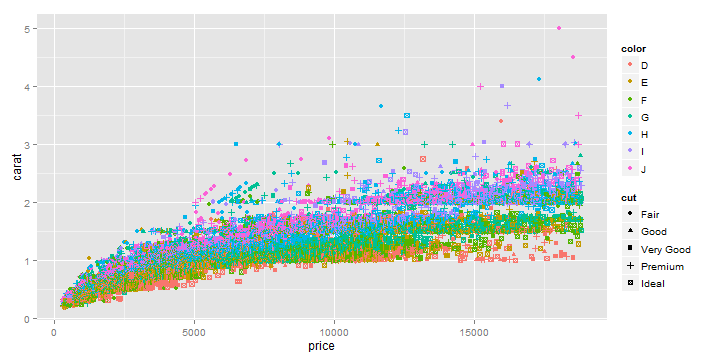 5
4
3
2
1
0
carat
0
5000
10000
15000
price
color
D
E
F
G
H
I
J
cut
Fair
Good
Very Good
Premium
Ideal